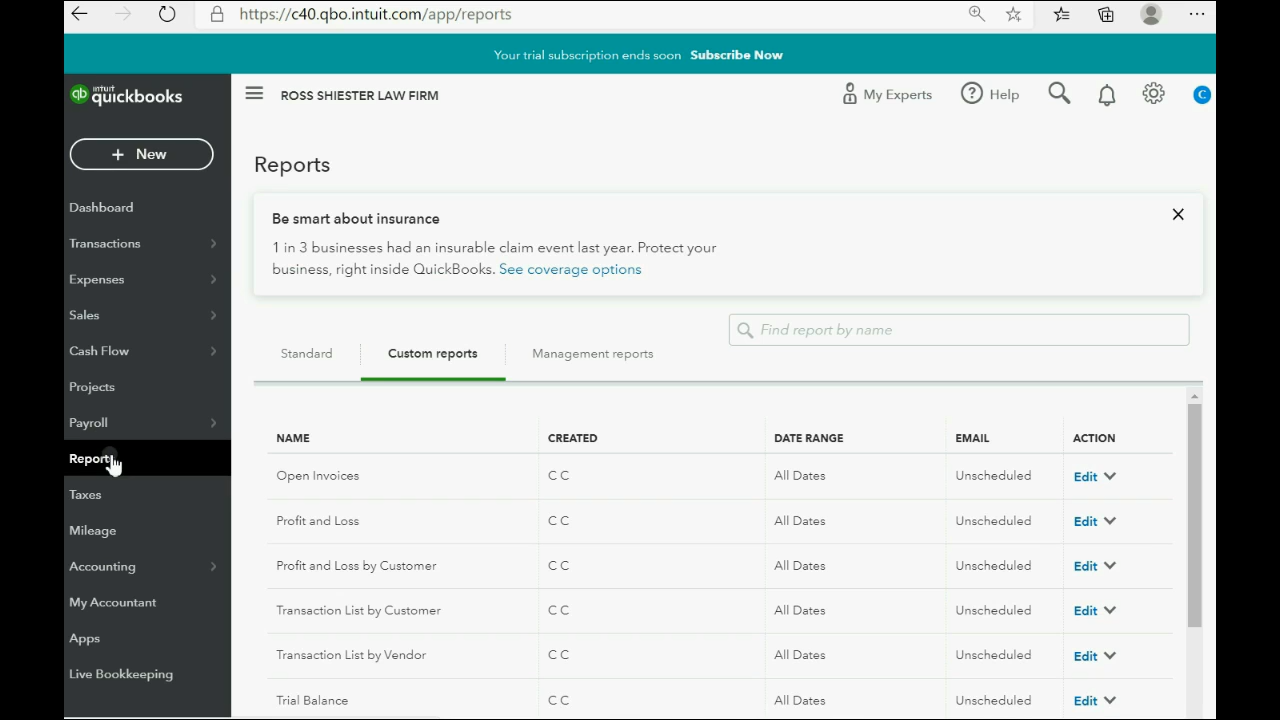 https://c40.qbo.intuit.com/app/reports
Your trial subscription ends soon Subscribe Now
intuit quickbooks
ROSS SHIESTER LAW FIRM
My Experts
Help
C
+ New
Dashboard
Transactions
Expenses
Sales
Cash Flow
Projects
Payroll
Reports
Taxes
Mileage
Accounting
My Accountant
Apps
Live Bookkeeping
Reports
Be smart about insurance
1 in 3 businesses had an insurable claim event last year. Protect your
business, right inside QuickBooks. See coverage options
Find report by name
Standard Custom reports Management reports
NAME CREATED DATE RANGE EMAIL ACTION
Open Invoices C C All Dates Unscheduled Edit
Profit and Loss C C All Dates Unscheduled Edit
Profit and Loss by Customer C C All Dates Unscheduled Edit
Transaction List by Customer C C All Dates Unscheduled Edit
Transaction List by Vendor C C All Dates Unscheduled Edit
Trial Balance C C All Dates Unscheduled Edit